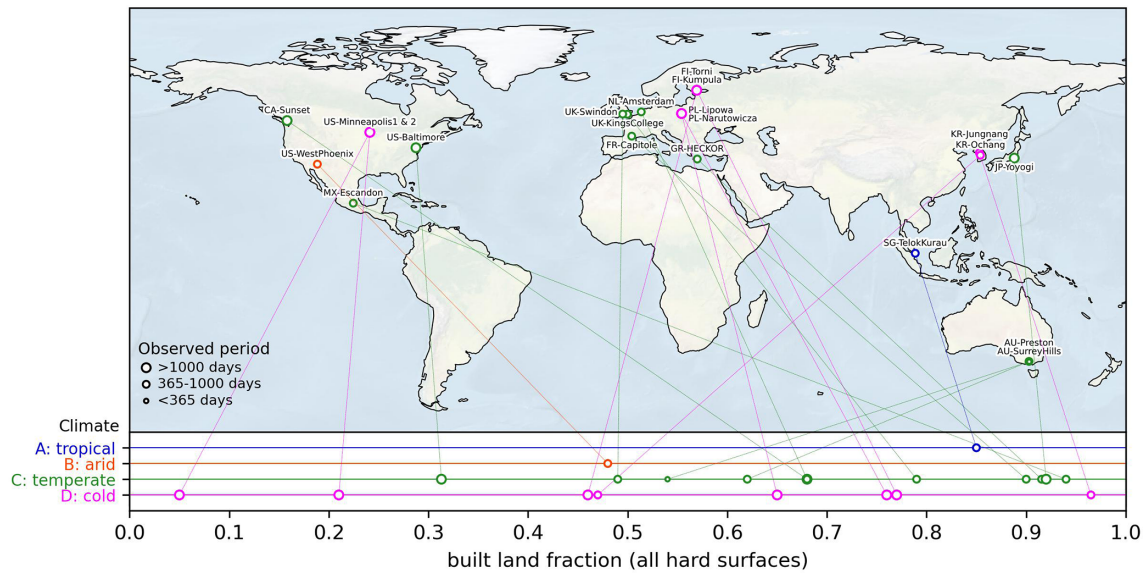 FI-Torni
FI-Kumpula
NL-Amsterdam
CA-Sunset
UK-Swindon
PL-Lipowa
PL-Narutowicza
US-Minneapolis1 & 2
UK-KingsCollege
US-Baltimore
KR-Jungnang
KR-Ochang
FR-Capitole
GR-HECKOR
US-WestPhoenix
JP-Yoyogi
MX-Escandon
SG-TelokKurau
AU-Preston
AU-SurreyHills
Observed period
>1000 days
365-1000 days
<365 days
Climate
A: tropical
B: arid
C: temperate
D: cold
0.0 0.1 0.2 0.3 0.4 0.5 0.6 0.7 0.8 0.9 1.0
built land fraction (all hard surfaces)